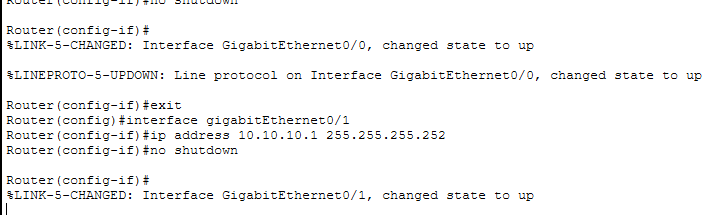 Router(config-if)#no shutdown
Router(config-if)#
%LINK-5-CHANGED: Interface GigabitEthernet0/0, changed state to up
%LINEPROTO-5-UPDOWN: Line protocol on Interface GigabitEthernet0/0, changed state to up
Router(config-if)#exit
Router(config)#interface gigabitEthernet0/1
Router(config-if)#ip address 10.10.10.1 255.255.255.252
Router(config-if)#no shutdown
Router(config-if)#
%LINK-5-CHANGED: Interface GigabitEthernet0/1, changed state to up